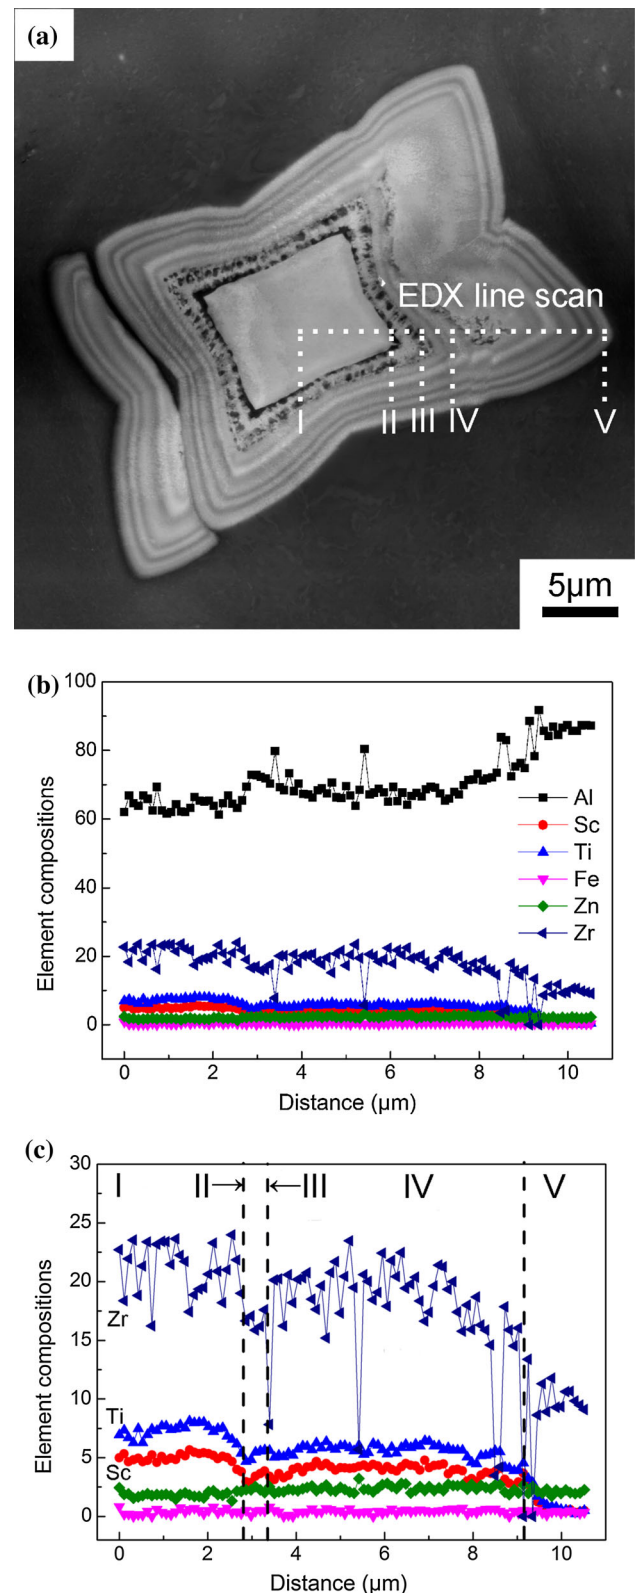 (a)
EDX line scan
I II III IV V
5μm
(b)
100
80
60
40
20
0
Element compositions
Al
Sc
Ti
Fe
Zn
Zr
0 2 4 6 8 10
Distance (μm)
(c)
30
25
20
15
10
5
0
Element compositions
I II III IV V
Zr
Ti
Sc
0 2 4 6 8 10
Distance (μm)